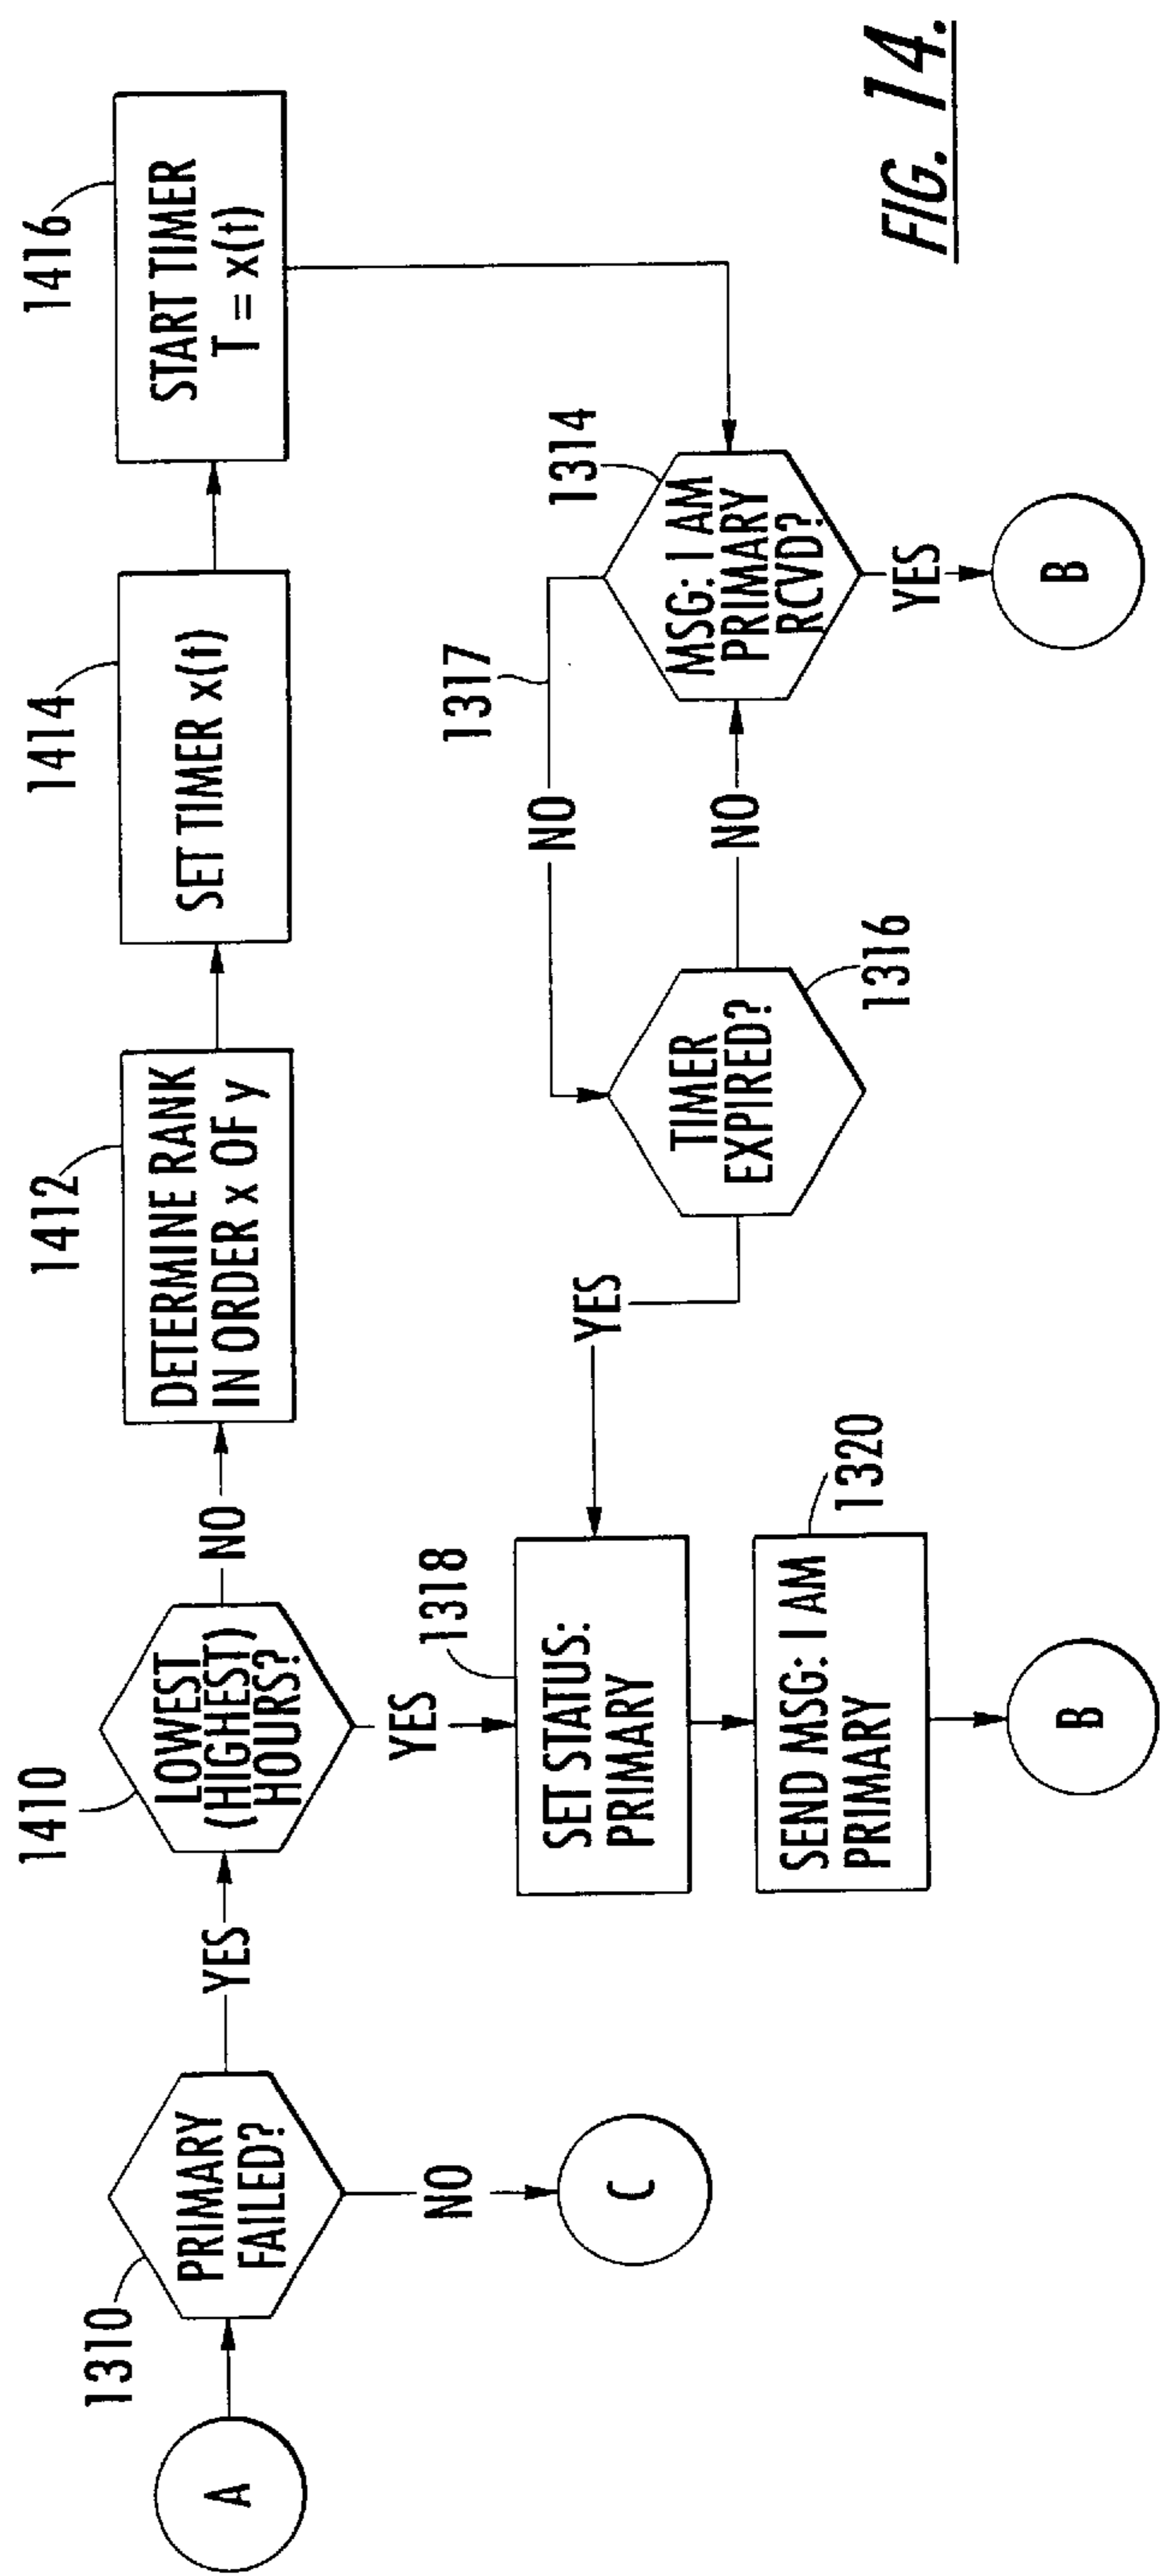 A
1310
PRIMARY
FAILED?
NO
C
YES
1410
LOWEST
(HIGHEST)
HOURS?
NO
YES
1412
DETERMINE RANK
IN ORDER x OF y
1414
SET TIMER x(t)
1416
START TIMER
T = x(t)
1314
MSG: I AM
PRIMARY
RCVD?
YES
B
1317
NO
NO
TIMER
EXPIRED?
1316
YES
1318
SET STATUS:
PRIMARY
1320
SEND MSG: I AM
PRIMARY
B
FIG. 14.